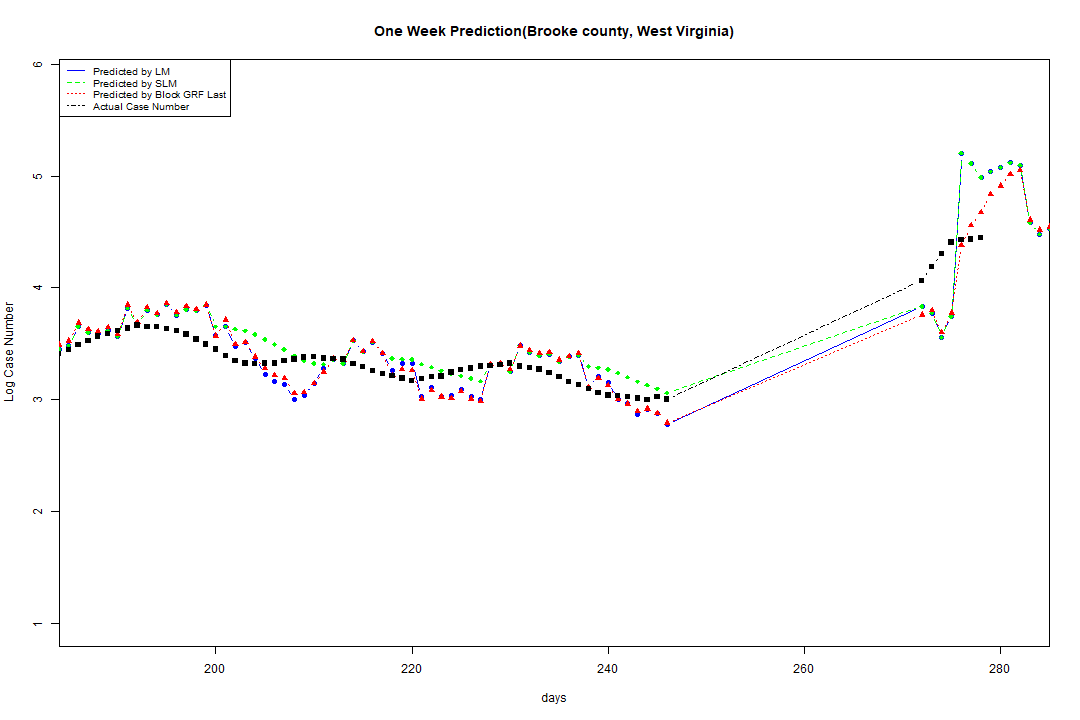 One Week Prediction(Brooke county, West Virginia)
Predicted by LM
Predicted by SLM
Predicted by Block GRF Last
Actual Case Number
Log Case Number
6
5
4
3
2
1
200 220 240 260 280
days